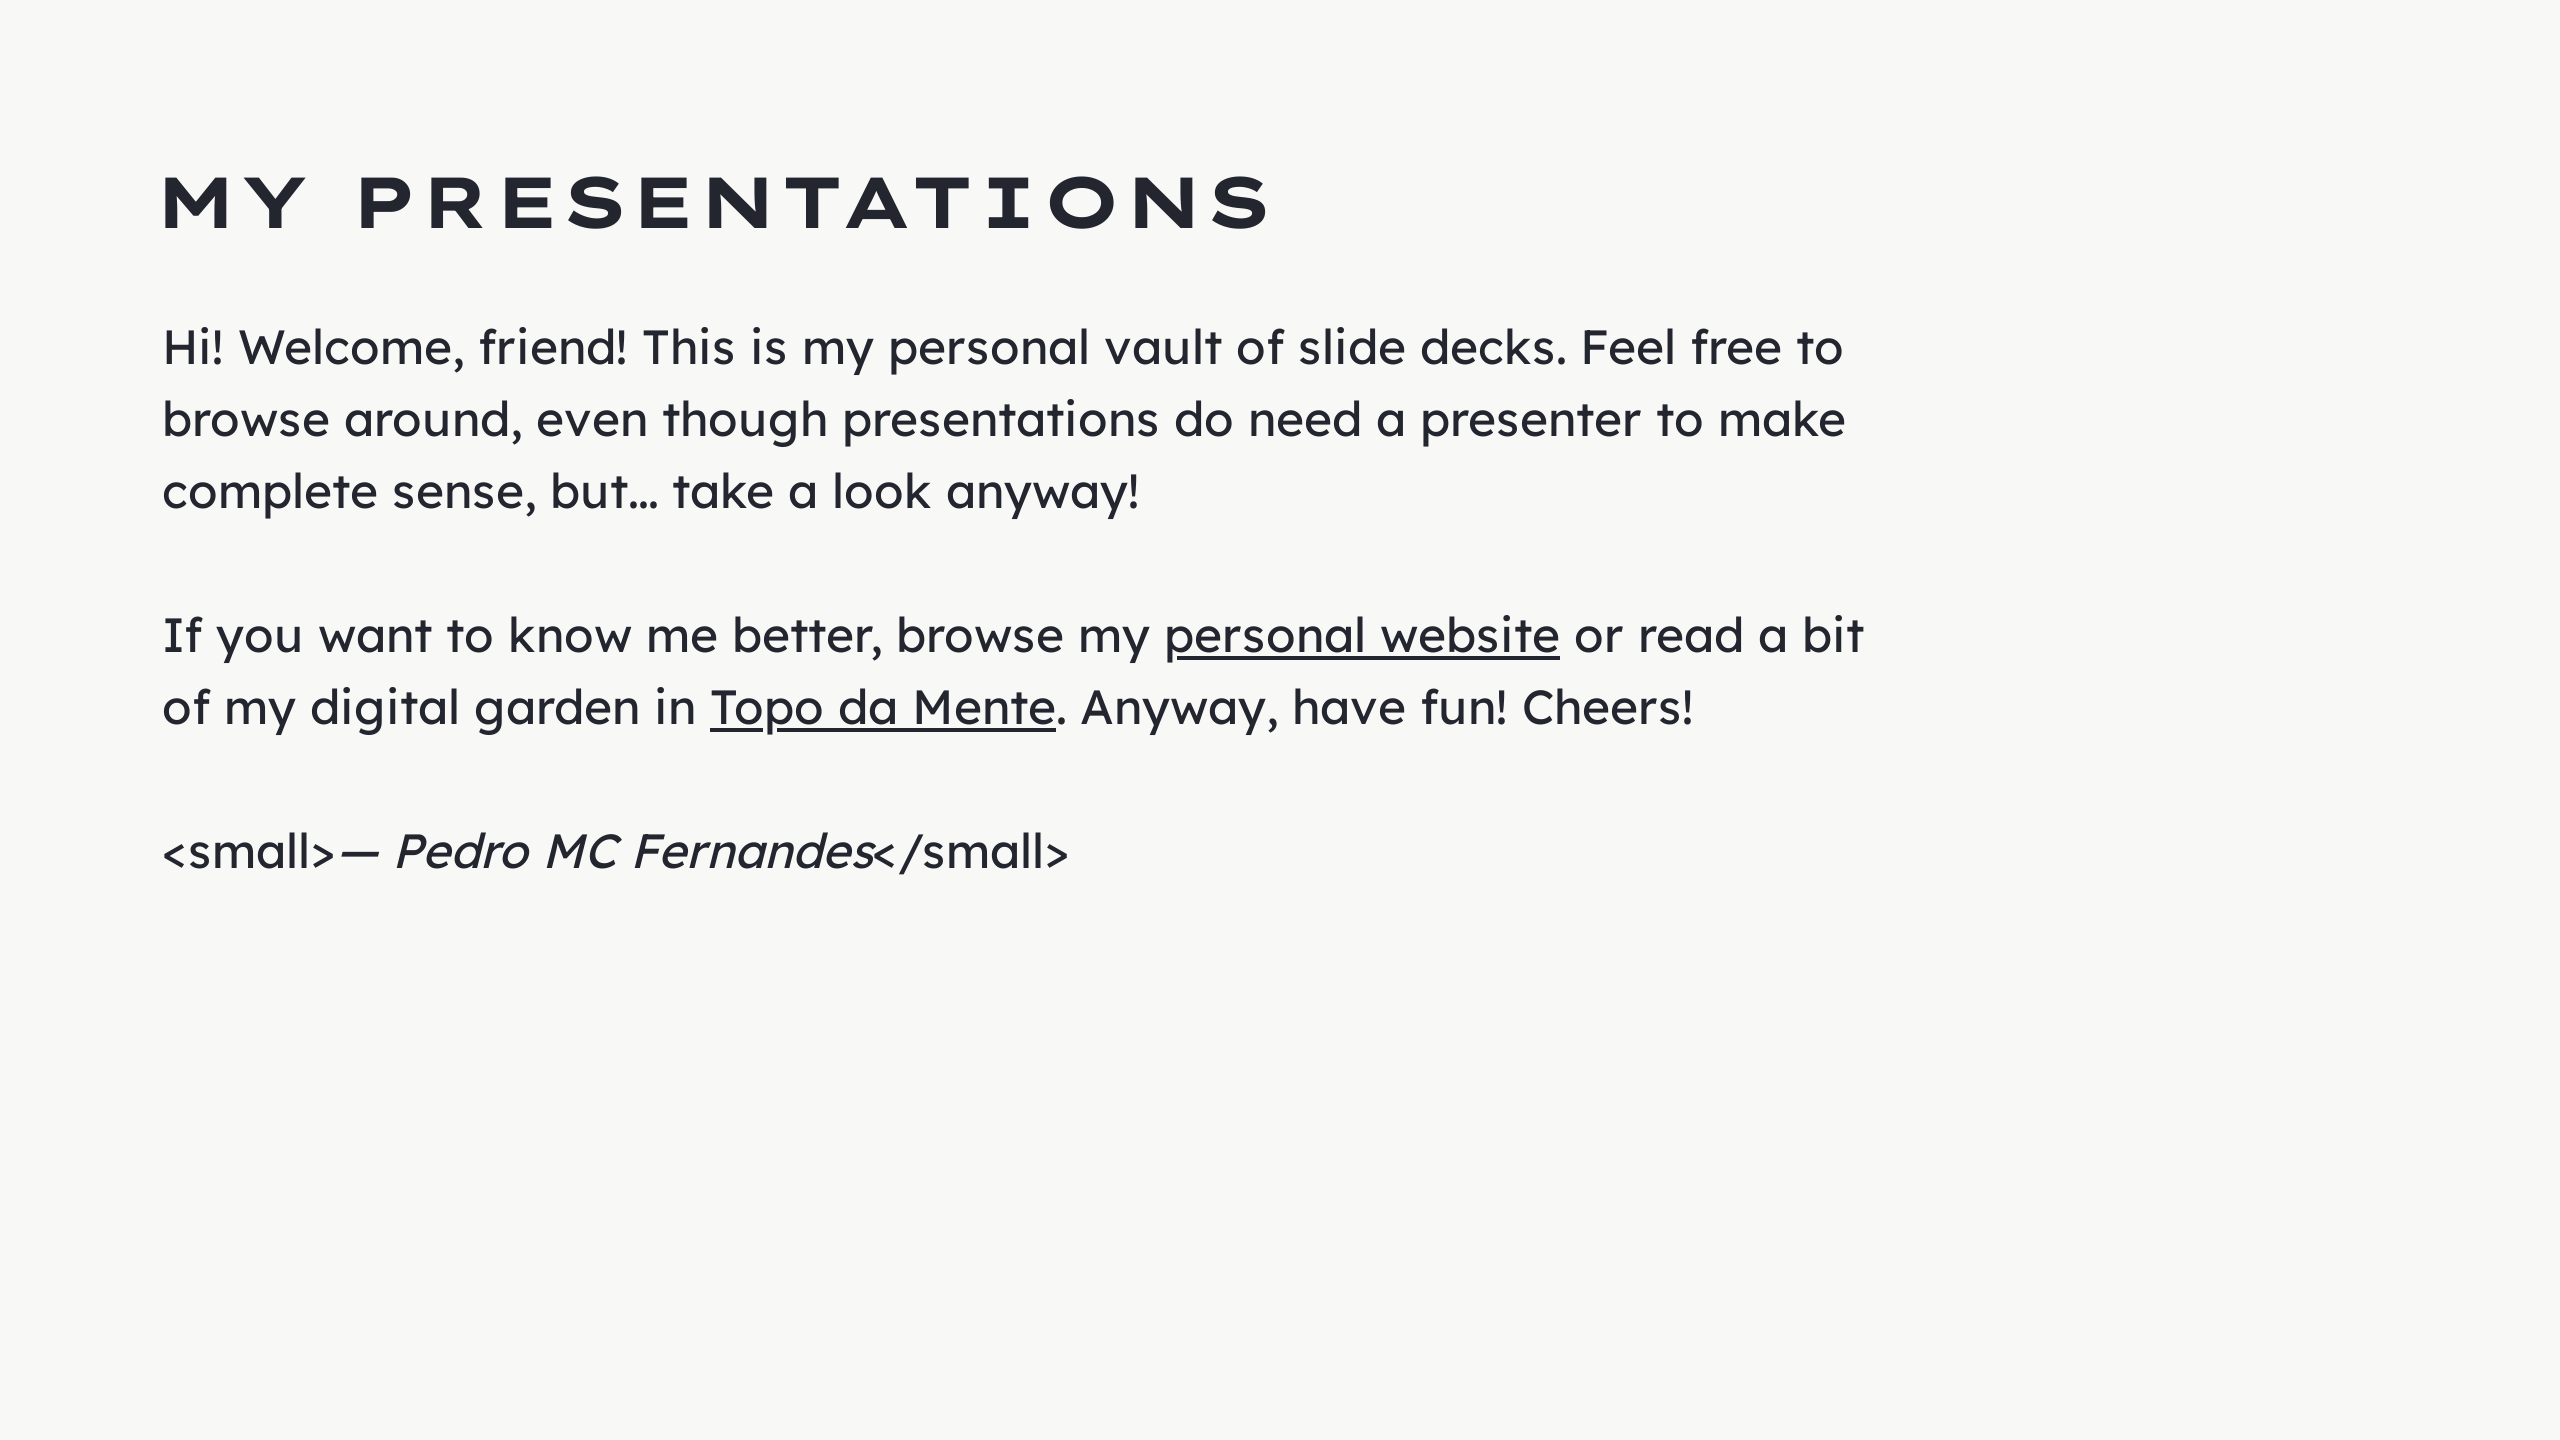 MY PRESENTATIONS
Hi! Welcome, friend! This is my personal vault of slide decks. Feel free to
browse around, even though presentations do need a presenter to make
complete sense, but… take a look anyway!
If you want to know me better, browse my personal website or read a bit
of my digital garden in Topo da Mente. Anyway, have fun! Cheers!
<small>— Pedro MC Fernandes</small>